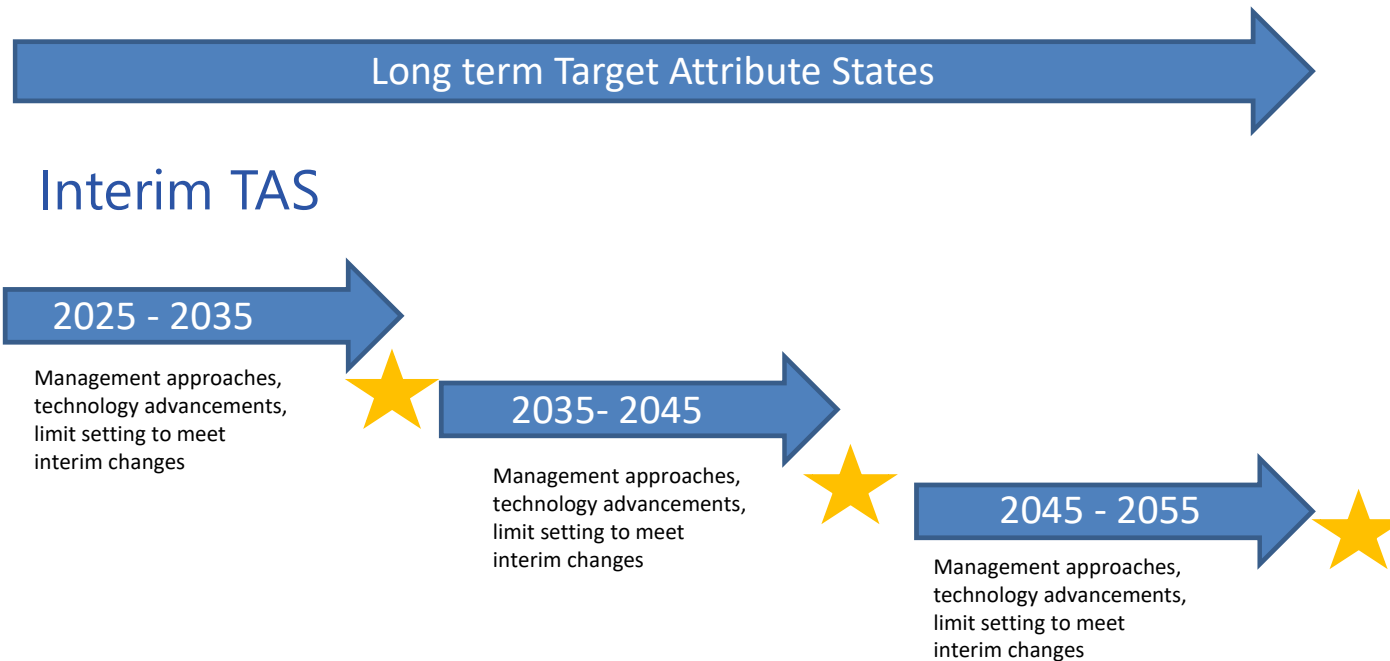 Long term Target Attribute States
Interim TAS
2025 - 2035
Management approaches,
technology advancements,
limit setting to meet
interim changes
2035- 2045
Management approaches,
technology advancements,
limit setting to meet
interim changes
2045 - 2055
Management approaches,
technology advancements,
limit setting to meet
interim changes